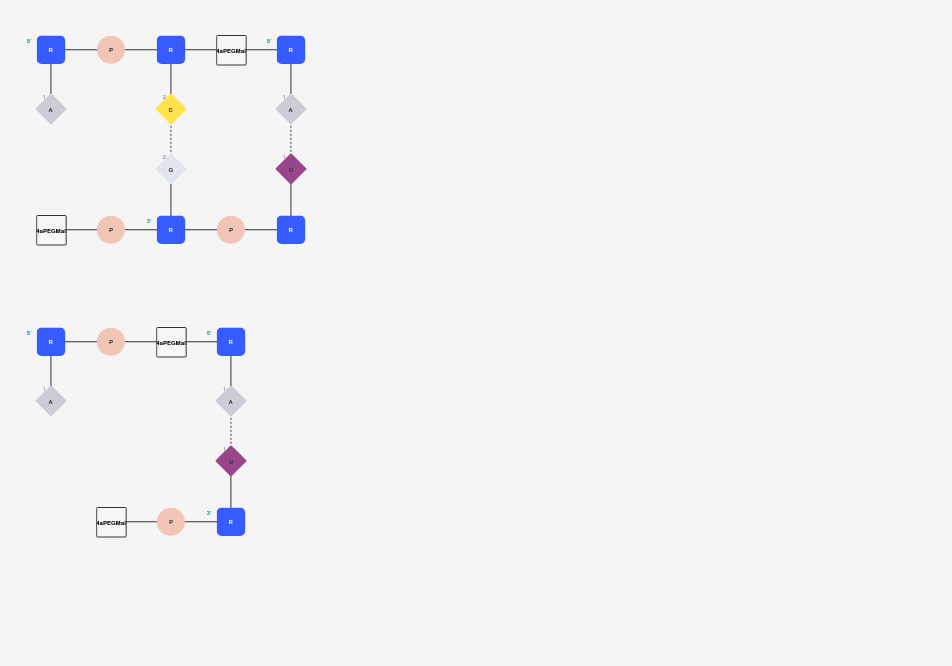 5' R P R 4aPEGMal 5' R
1 A 2 C 1 A
2 G 1 U
4aPEGMal P 3' R P R
5' R P 4aPEGMal 5' R
1 A 1 A
1 U
4aPEGMal P 3' R